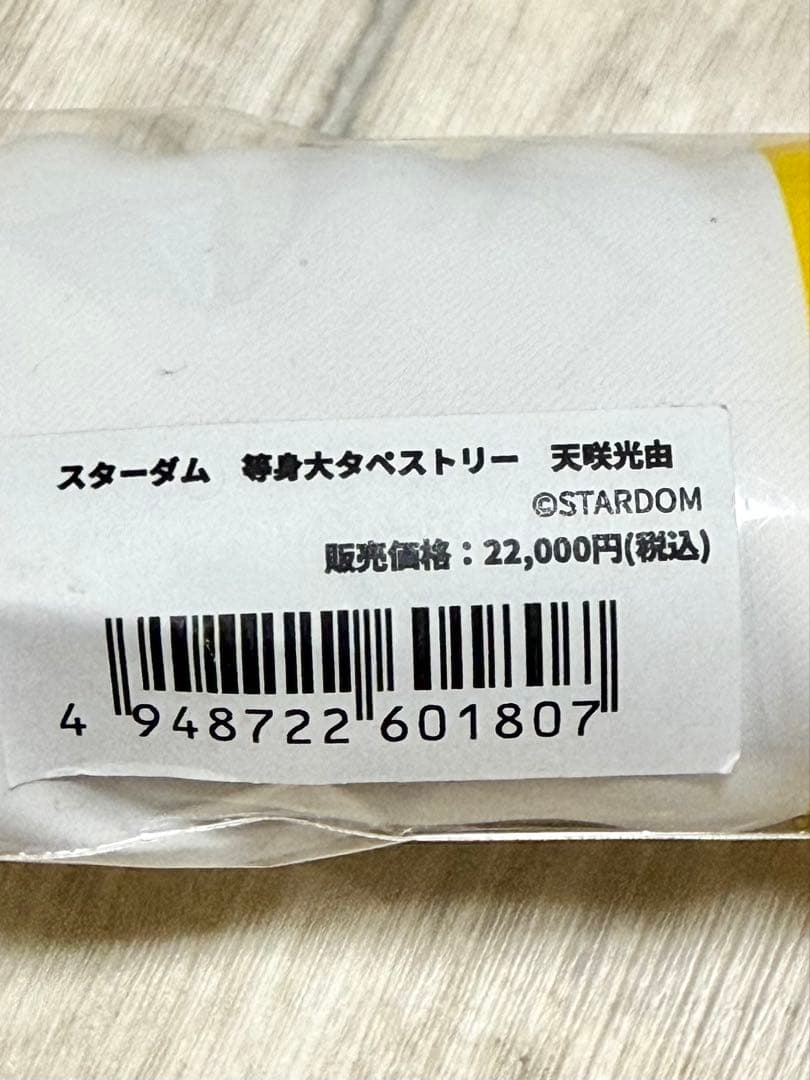 スターダム　等身大タペストリー　天咲光由
©STARDOM
販売価格：22,000円(税込)
4 948722 601807